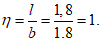 η = l/b = 1,8/1.8 = 1.